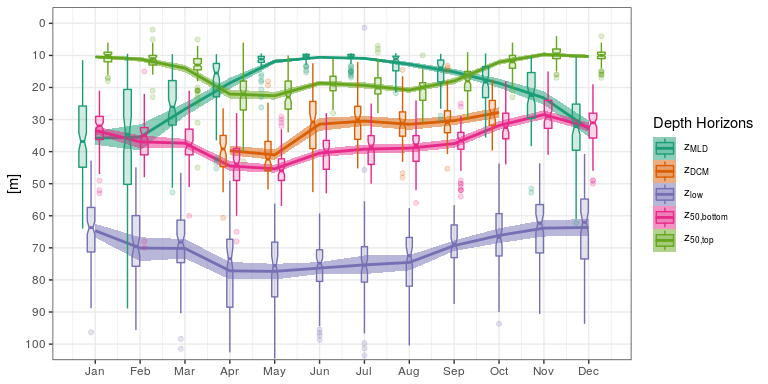 0
10
20
30
40
50
60
70
80
90
100
[m]
Jan Feb Mar Apr May Jun Jul Aug Sep Oct Nov Dec
Depth Horizons
zMLD
zDCM
zlow
z50,bottom
z50,top